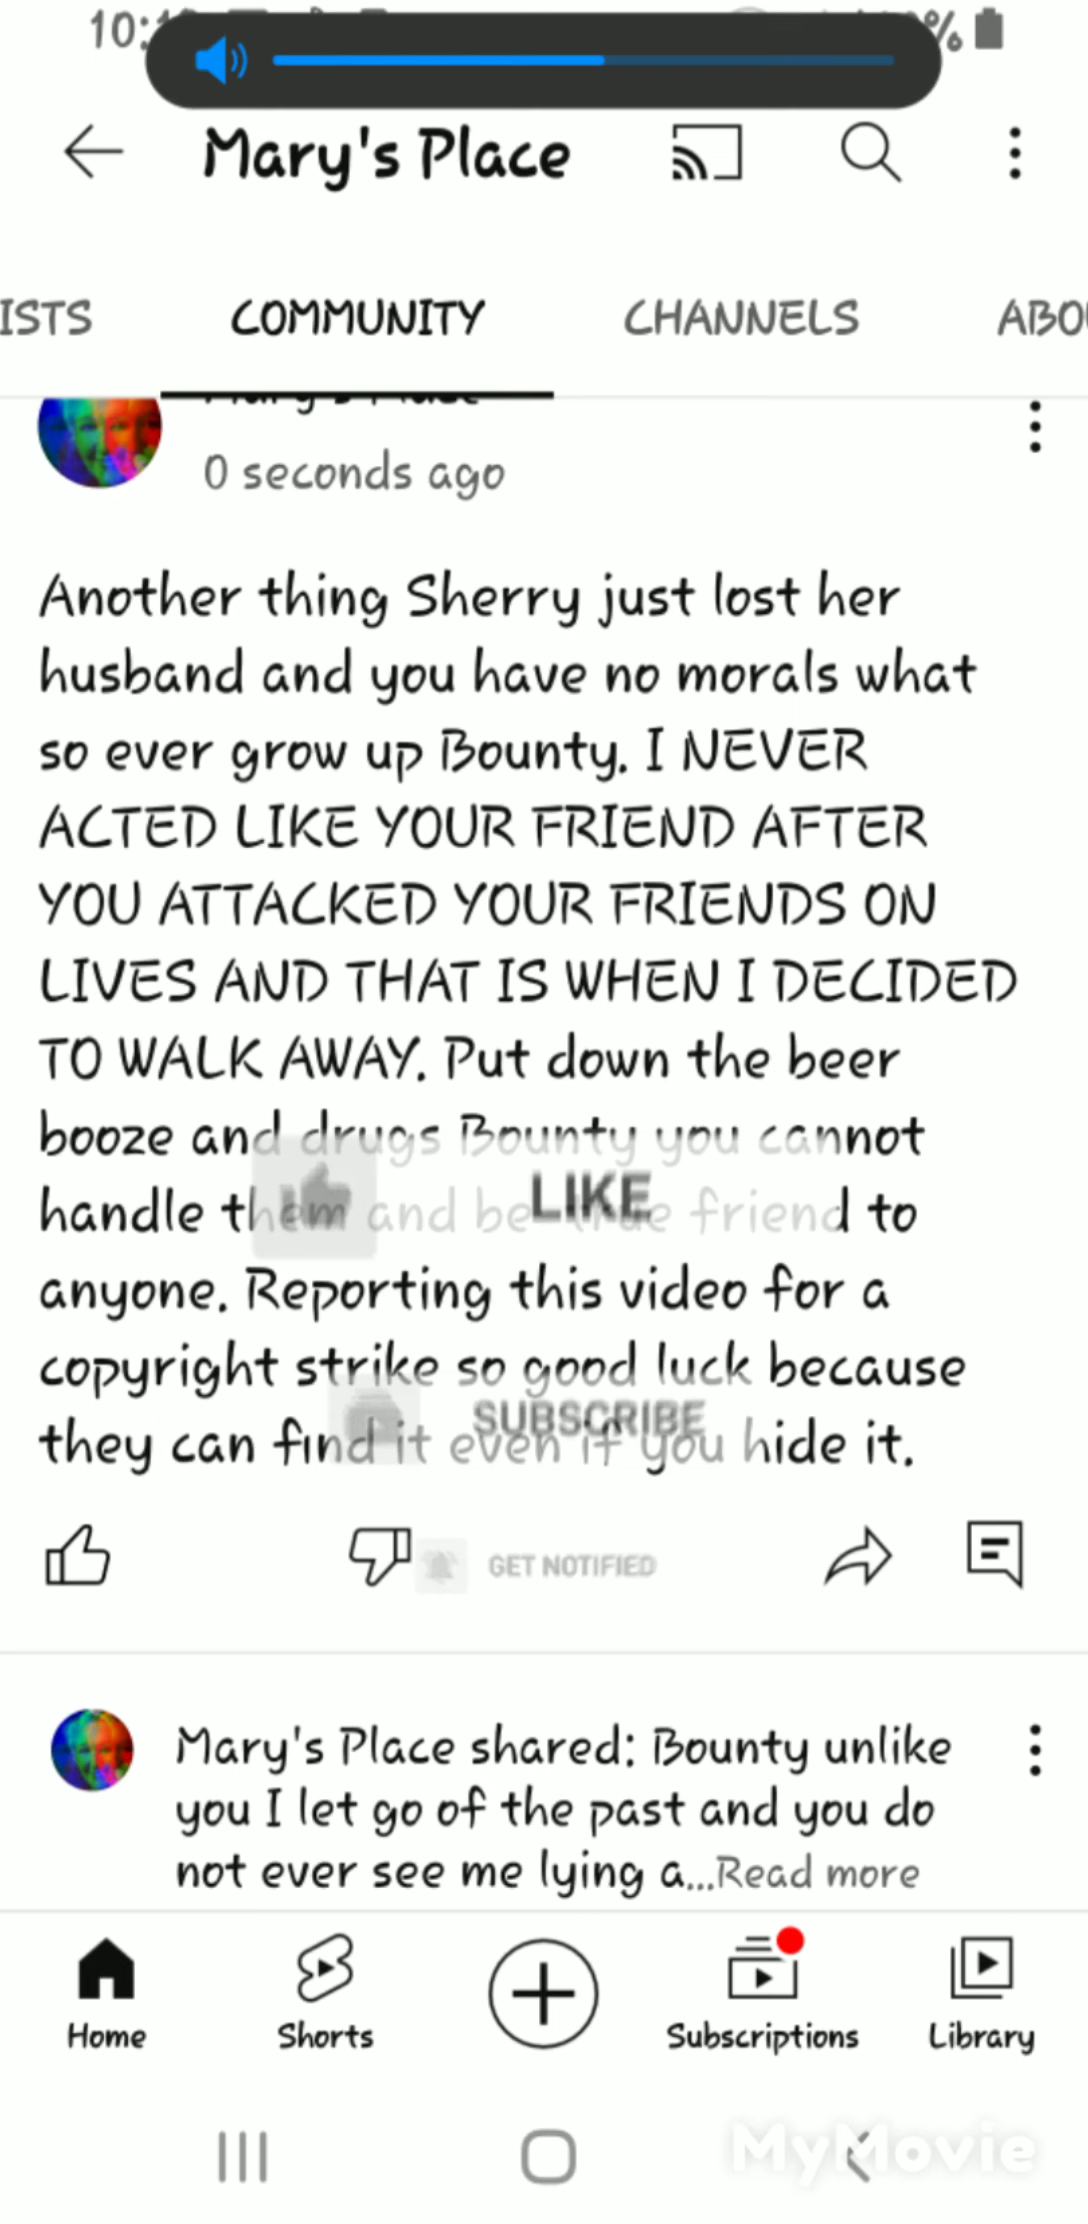 Mary's Place
ISTS COMMUNITY CHANNELS ABO
0 seconds ago
Another thing Sherry just lost her
husband and you have no morals what
so ever grow up Bounty. I NEVER
ACTED LIKE YOUR FRIEND AFTER
YOU ATTACKED YOUR FRIENDS ON
LIVES AND THAT IS WHEN I DECIDED
TO WALK AWAY. Put down the beer
booze and drugs Bounty you cannot
handle them and be true friend to
LIKE
anyone. Reporting this video for a
copyright strike so good luck because
SUBSCRIBE
they can find it even if you hide it.
GET NOTIFIED
Mary's Place shared: Bounty unlike
you I let go of the past and you do
not ever see me lying a...Read more
Home Shorts Subscriptions Library
MyMovie